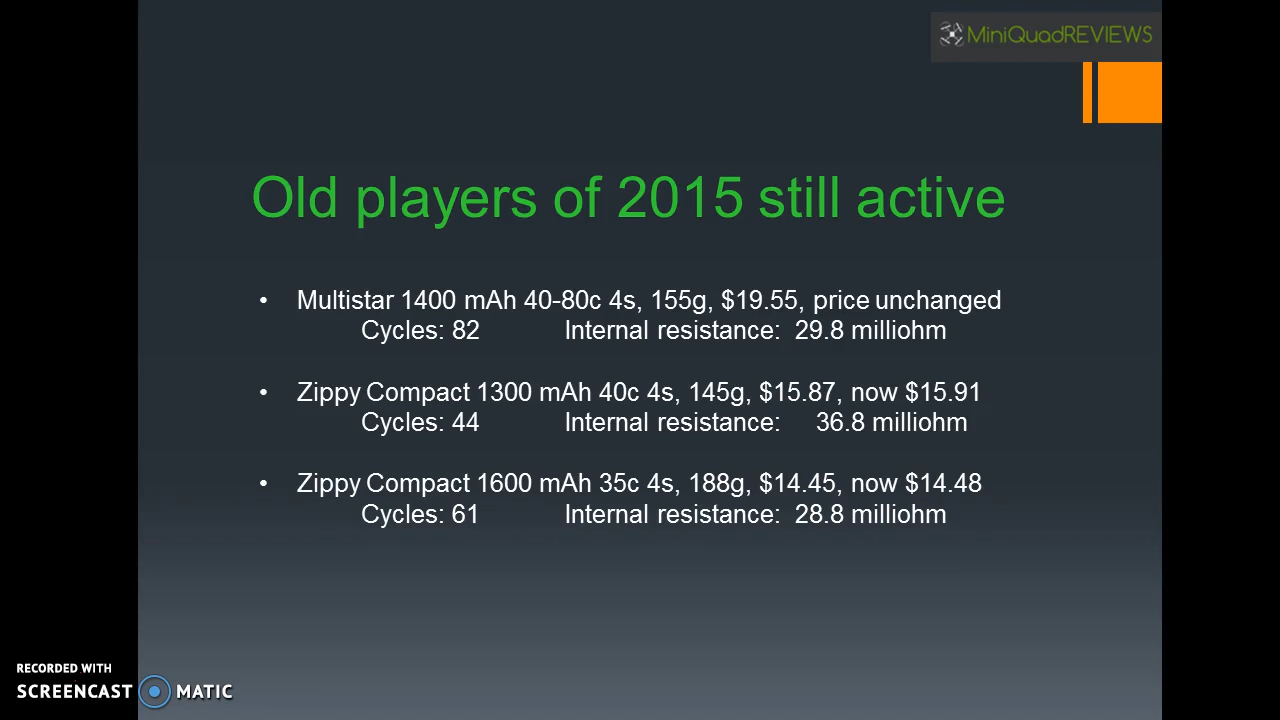 MiniQuadREVIEWS
Old players of 2015 still active
• Multistar 1400 mAh 40-80c 4s, 155g, $19.55, price unchanged
Cycles: 82 Internal resistance: 29.8 milliohm
• Zippy Compact 1300 mAh 40c 4s, 145g, $15.87, now $15.91
Cycles: 44 Internal resistance: 36.8 milliohm
• Zippy Compact 1600 mAh 35c 4s, 188g, $14.45, now $14.48
Cycles: 61 Internal resistance: 28.8 milliohm
RECORDED WITH
SCREENCAST MATIC